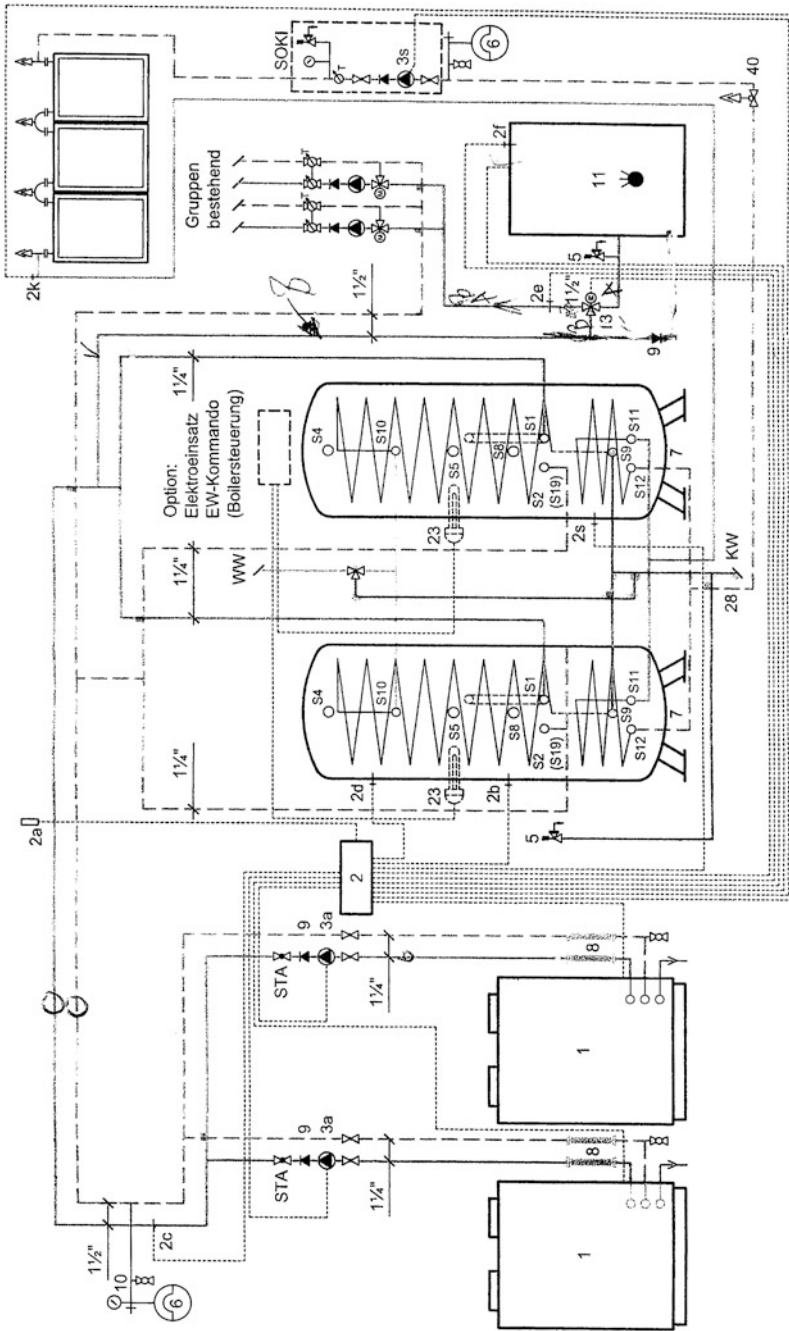 2k
SOKI
T
3s
6
40
Gruppen
bestehend
T
T
2f
11
5
2e
1½"
1½"
13
9
B
A
1¼"
Option:
Elektroeinsatz
EW-Kommando
(Boilersteuerung)
S4
S10
S5
S8
S1
S2
(S19)
S9
S11
S12
7
23
2s
1¼"
WW
KW
28
S4
S10
S5
S8
S1
S2
(S19)
S9
S11
S12
7
23
1¼"
2d
2b
5
2a
2
STA
9
3a
1¼"
8
1
STA
9
3a
1¼"
8
1
1½"
2c
10
6